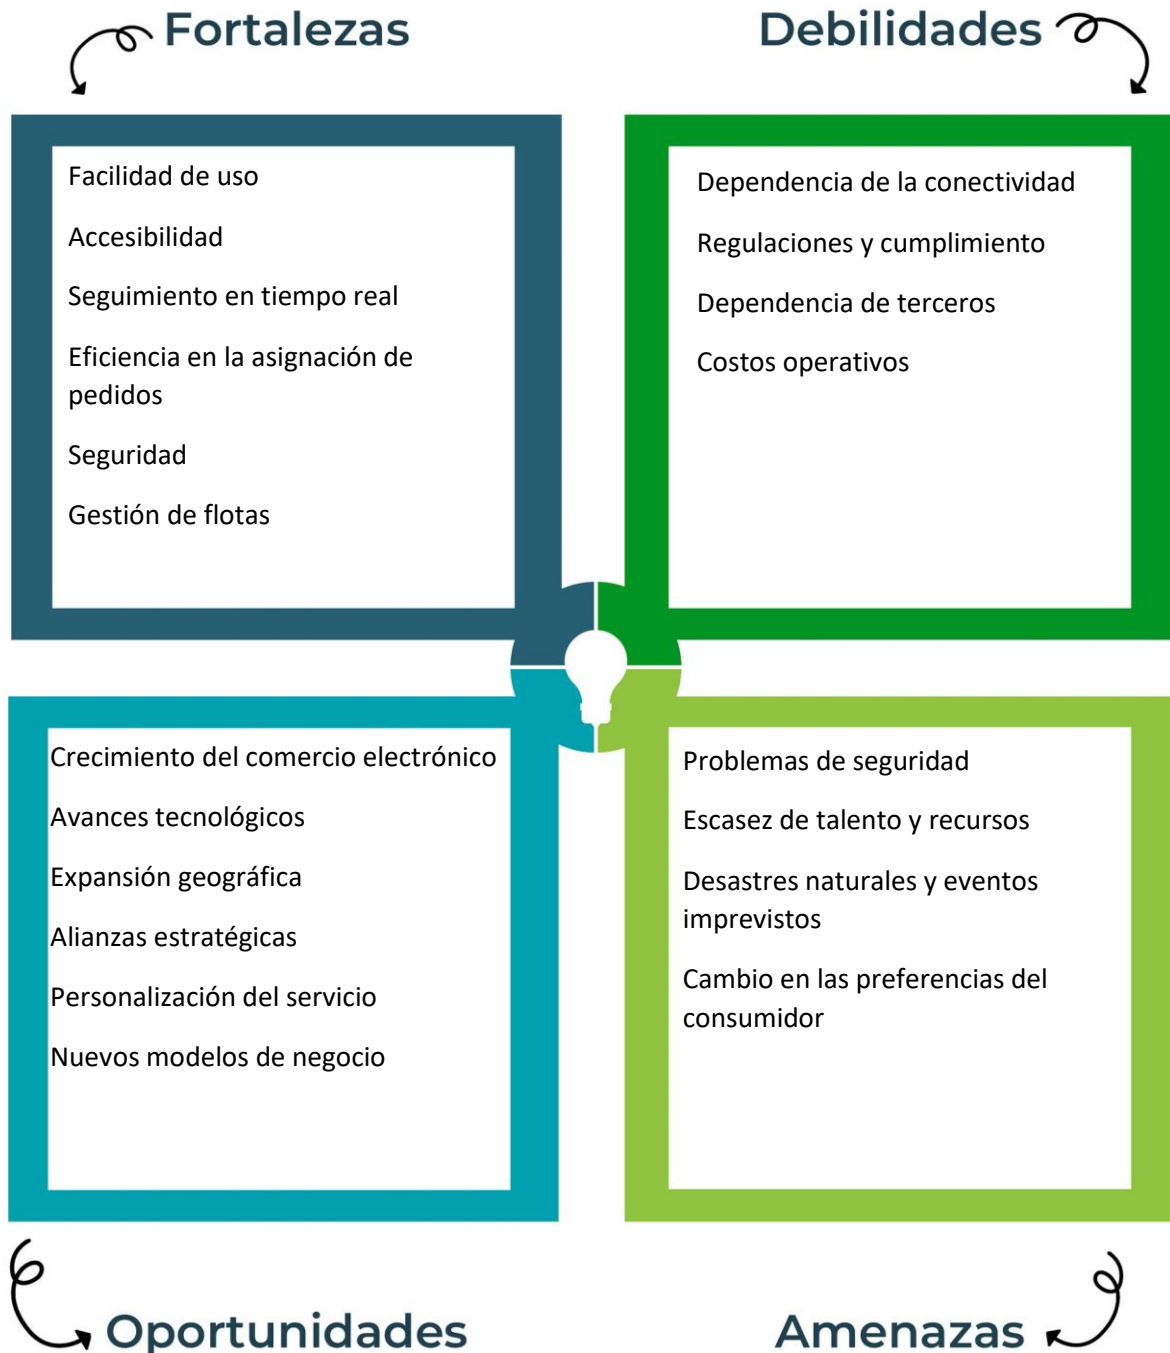 Fortalezas
Debilidades
Facilidad de uso
Accesibilidad
Seguimiento en tiempo real
Eficiencia en la asignación de
pedidos
Seguridad
Gestión de flotas
Dependencia de la conectividad
Regulaciones y cumplimiento
Dependencia de terceros
Costos operativos
Crecimiento del comercio electrónico
Avances tecnológicos
Expansión geográfica
Alianzas estratégicas
Personalización del servicio
Nuevos modelos de negocio
Problemas de seguridad
Escasez de talento y recursos
Desastres naturales y eventos
imprevistos
Cambio en las preferencias del
consumidor
Oportunidades
Amenazas